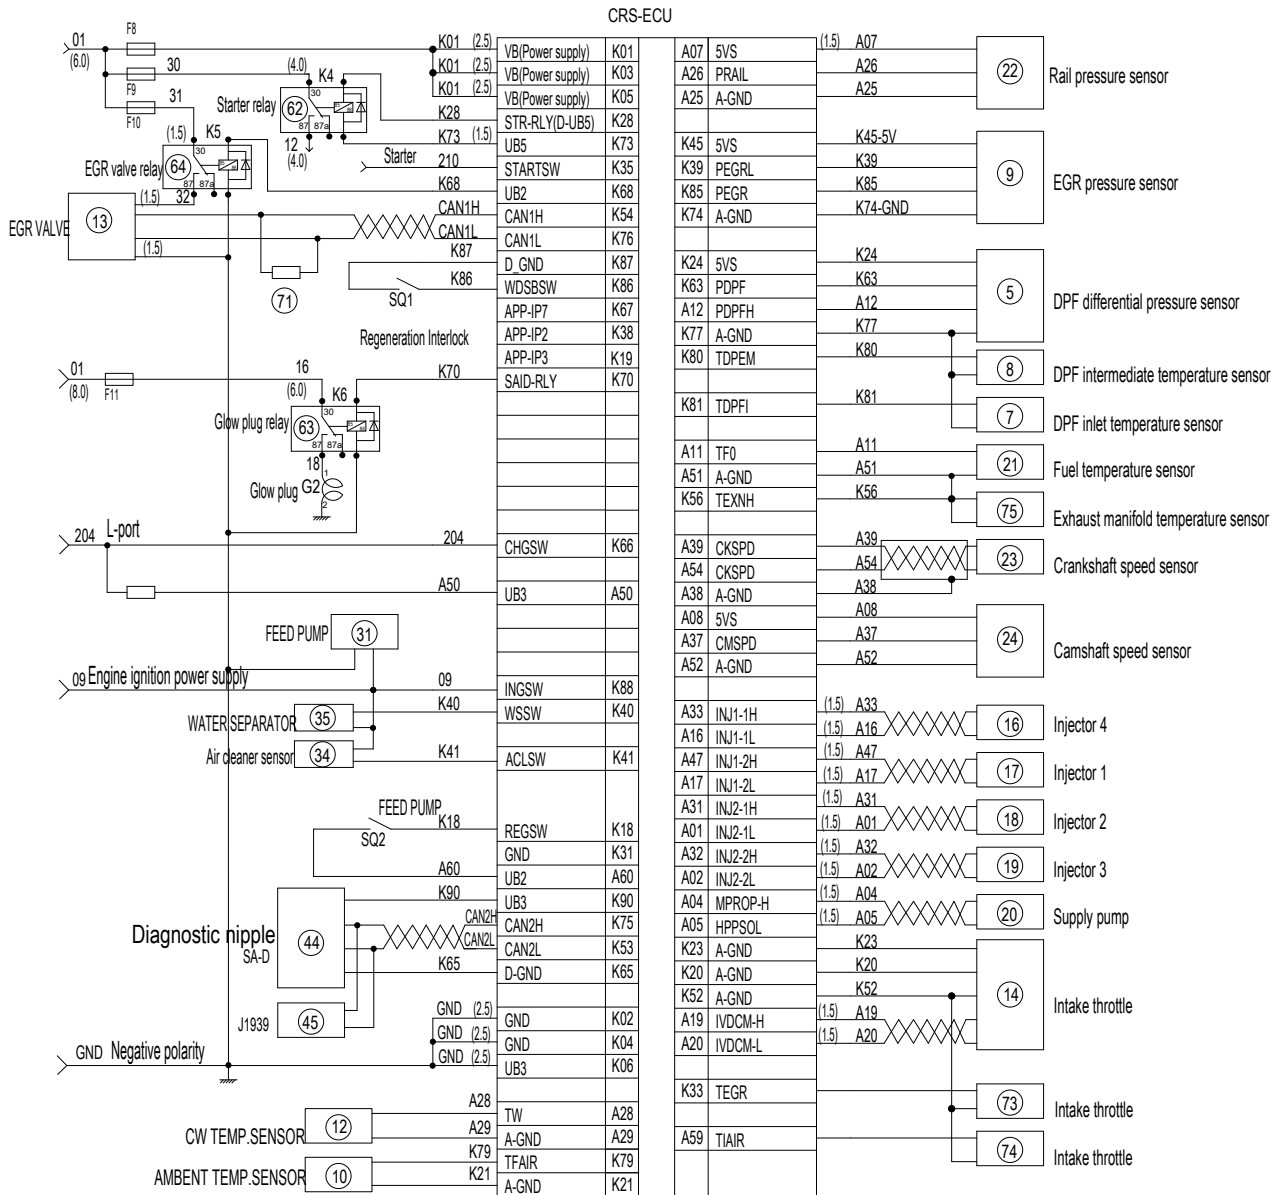 CRS-ECU
01 F8 K01 (2.5) VB(Power supply) K01 A07 5VS (1.5) A07
(6.0) 30 (4.0) K4 K01 (2.5) VB(Power supply) K03 A26 PRAIL A26 22 Rail pressure sensor
F9 31 Starter relay 62 30 K01 (2.5) VB(Power supply) K05 A25 A-GND A25
F10 87 87a K28 STR-RLY(D-UB5) K28
(1.5) K5 12 K73 (1.5) UB5 K73 K45 5VS K45-5V
(4.0) Starter 210 STARTSW K35 K39 PEGRL K39 9 EGR pressure sensor
EGR valve relay 64 30 87 87a K68 UB2 K68 K85 PEGR K85
(1.5) 32 CAN1H CAN1H K54 K74 A-GND K74-GND
EGR VALVE 13 (1.5) CAN1L CAN1L K76
K87 D_GND K87 K24 5VS K24
71 SQ1 K86 WDSBSW K86 K63 PDPF K63 5 DPF differential pressure sensor
APP-IP7 K67 A12 PDPFH A12
Regeneration Interlock APP-IP2 K38 K77 A-GND K77
APP-IP3 K19 K80 TDPEM K80 8 DPF intermediate temperature sensor
01 (8.0) F11 16 (6.0) K70 SAID-RLY K70
K6 K81 TDPFI K81 7 DPF inlet temperature sensor
Glow plug relay 63 30 87 87a
18 A11 TF0 A11 21 Fuel temperature sensor
1 A51 A-GND A51
Glow plug G2 2 K56 TEXNH K56 75 Exhaust manifold temperature sensor
204 L-port 204 CHGSW K66 A39 CKSPD A39 23 Crankshaft speed sensor
A54 CKSPD A54
A50 UB3 A50 A38 A-GND A38
A08 5VS A08
FEED PUMP 31 A37 CMSPD A37 24 Camshaft speed sensor
A52 A-GND A52
09 Engine ignition power supply 09 INGSW K88
WATER SEPARATOR 35 K40 WSSW K40 A33 INJ1-1H (1.5) A33 16 Injector 4
A16 INJ1-1L (1.5) A16
Air cleaner sensor 34 K41 ACLSW K41 A47 INJ1-2H (1.5) A47 17 Injector 1
A17 INJ1-2L (1.5) A17
FEED PUMP A31 INJ2-1H (1.5) A31 18 Injector 2
SQ2 K18 REGSW K18 A01 INJ2-1L (1.5) A01
GND K31 A32 INJ2-2H (1.5) A32 19 Injector 3
A60 UB2 A60 A02 INJ2-2L (1.5) A02
K90 UB3 K90 A04 MPROP-H (1.5) A04 20 Supply pump
CAN2H CAN2H K75 A05 HPPSOL (1.5) A05
Diagnostic nipple SA-D 44 CAN2L CAN2L K53 K23 A-GND K23
K65 D-GND K65 K20 A-GND K20
K52 A-GND K52 14 Intake throttle
J1939 45 GND (2.5) GND K02 A19 IVDCM-H (1.5) A19
GND (2.5) GND K04 A20 IVDCM-L (1.5) A20
GND Negative polarity GND (2.5) UB3 K06
K33 TEGR 73 Intake throttle
CW TEMP.SENSOR 12 A28 TW A28
A29 A-GND A29 A59 TIAIR 74 Intake throttle
AMBENT TEMP.SENSOR 10 K79 TFAIR K79
K21 A-GND K21